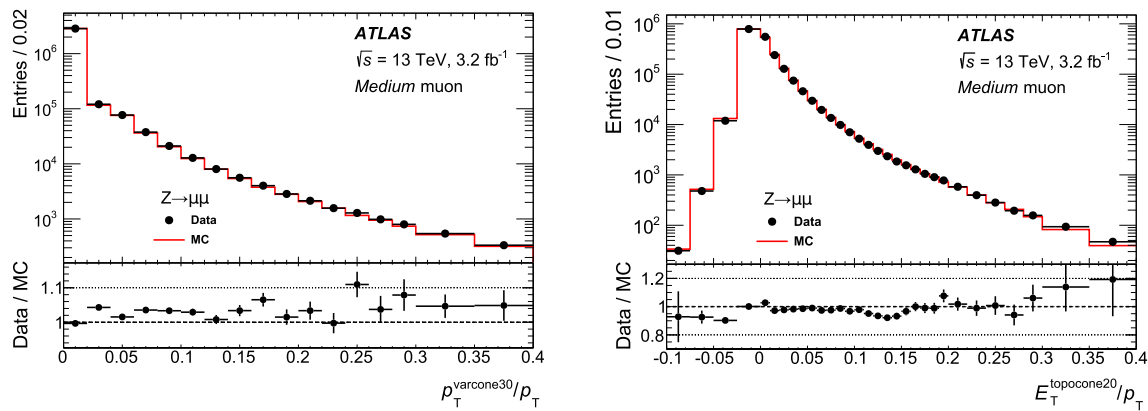 Entries / 0.02
10⁶
10⁵
10⁴
10³
ATLAS
√s = 13 TeV, 3.2 fb⁻¹
Medium muon
Z→μμ
Data
MC
Data / MC
1.1
1
0 0.05 0.1 0.15 0.2 0.25 0.3 0.35 0.4
p_T^varcone30/p_T
Entries / 0.01
10⁶
10⁵
10⁴
10³
10²
ATLAS
√s = 13 TeV, 3.2 fb⁻¹
Medium muon
Z→μμ
Data
MC
Data / MC
1.2
1
0.8
-0.1 -0.05 0 0.05 0.1 0.15 0.2 0.25 0.3 0.35 0.4
E_T^topocone20/p_T